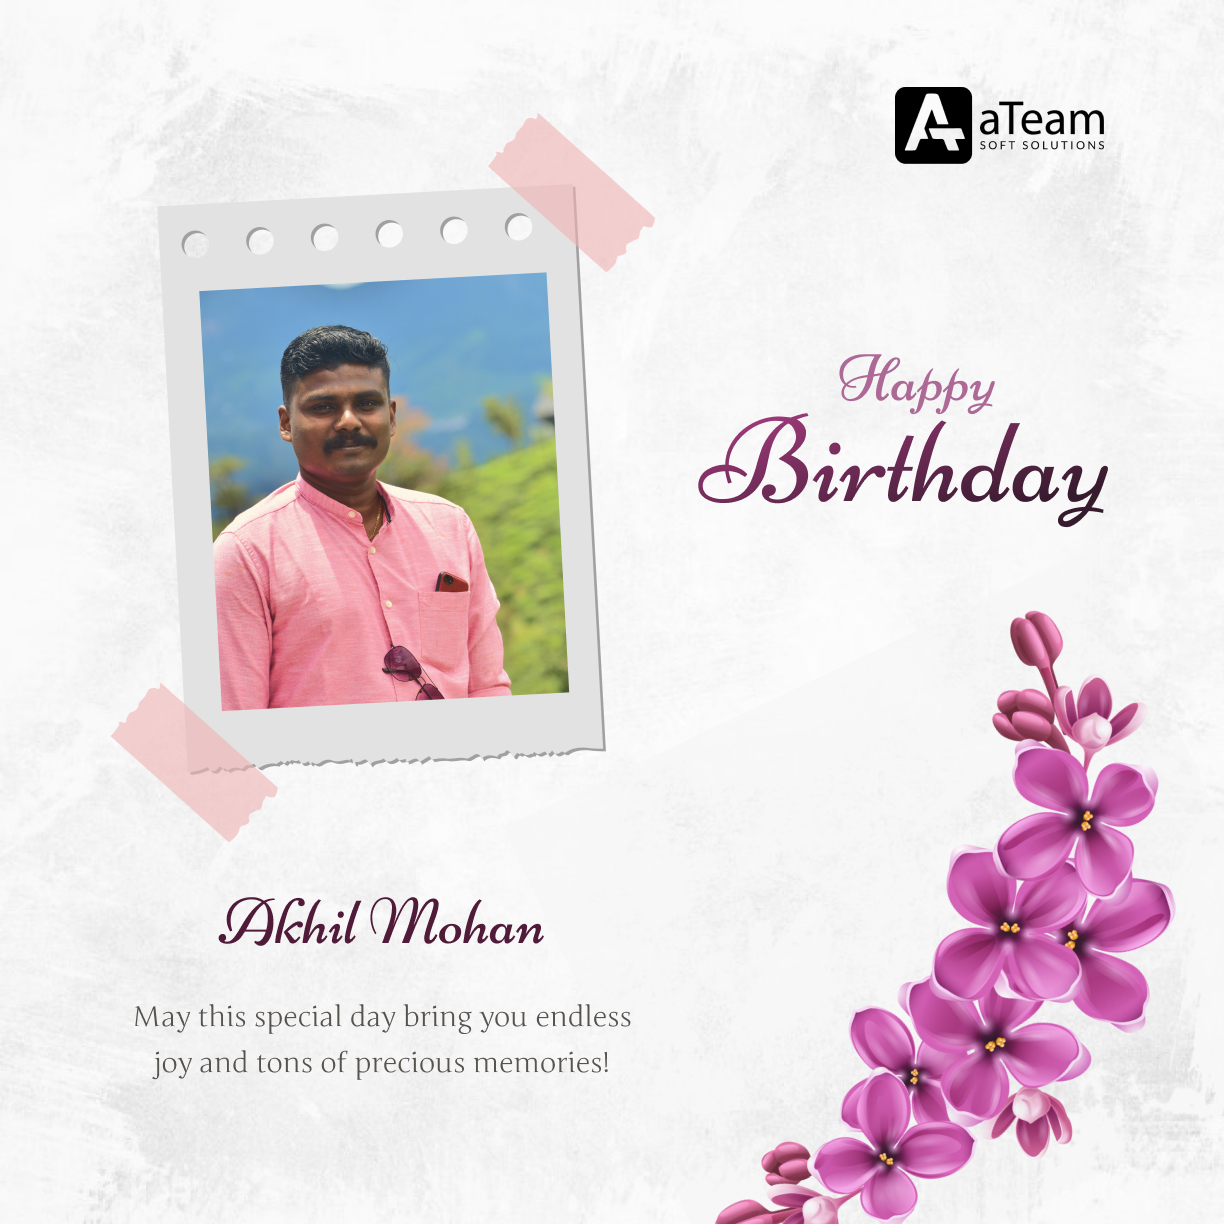 aTeam
SOFT SOLUTIONS
Happy
Birthday
Akhil Mohan
May this special day bring you endless
joy and tons of precious memories!